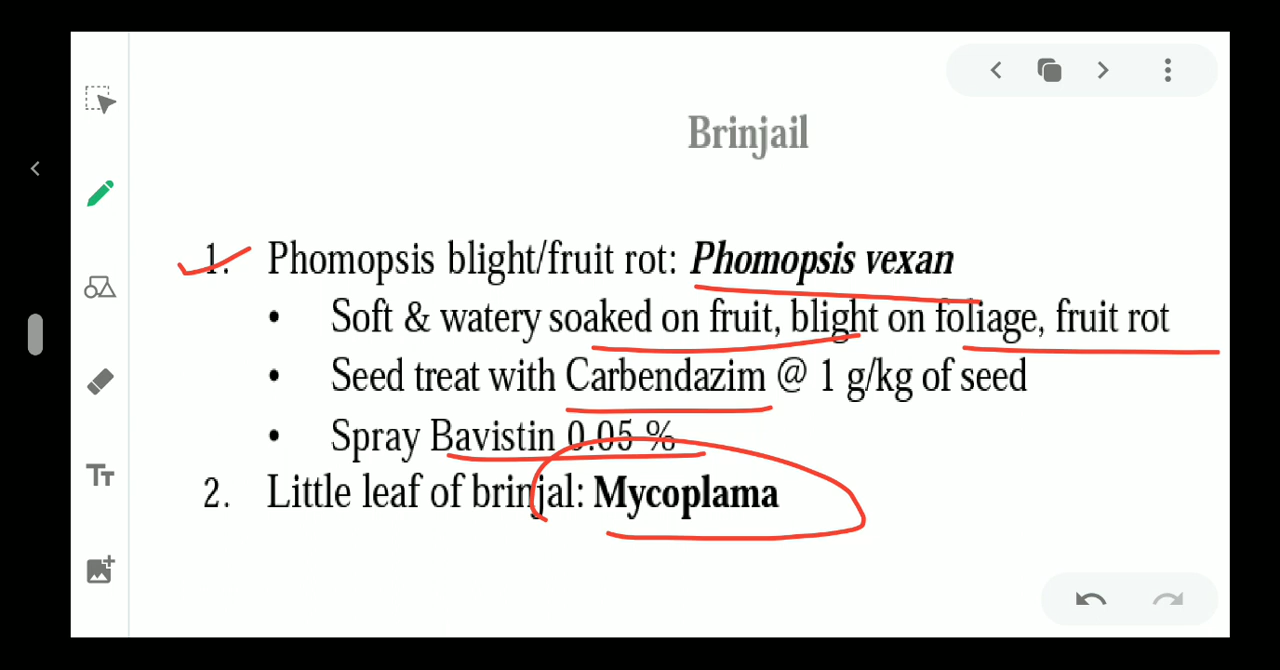 Brinjail
1. Phomopsis blight/fruit rot: Phomopsis vexan
• Soft & watery soaked on fruit, blight on foliage, fruit rot
• Seed treat with Carbendazim @ 1 g/kg of seed
• Spray Bavistin 0.05 %
2. Little leaf of brinjal: Mycoplama
Tт